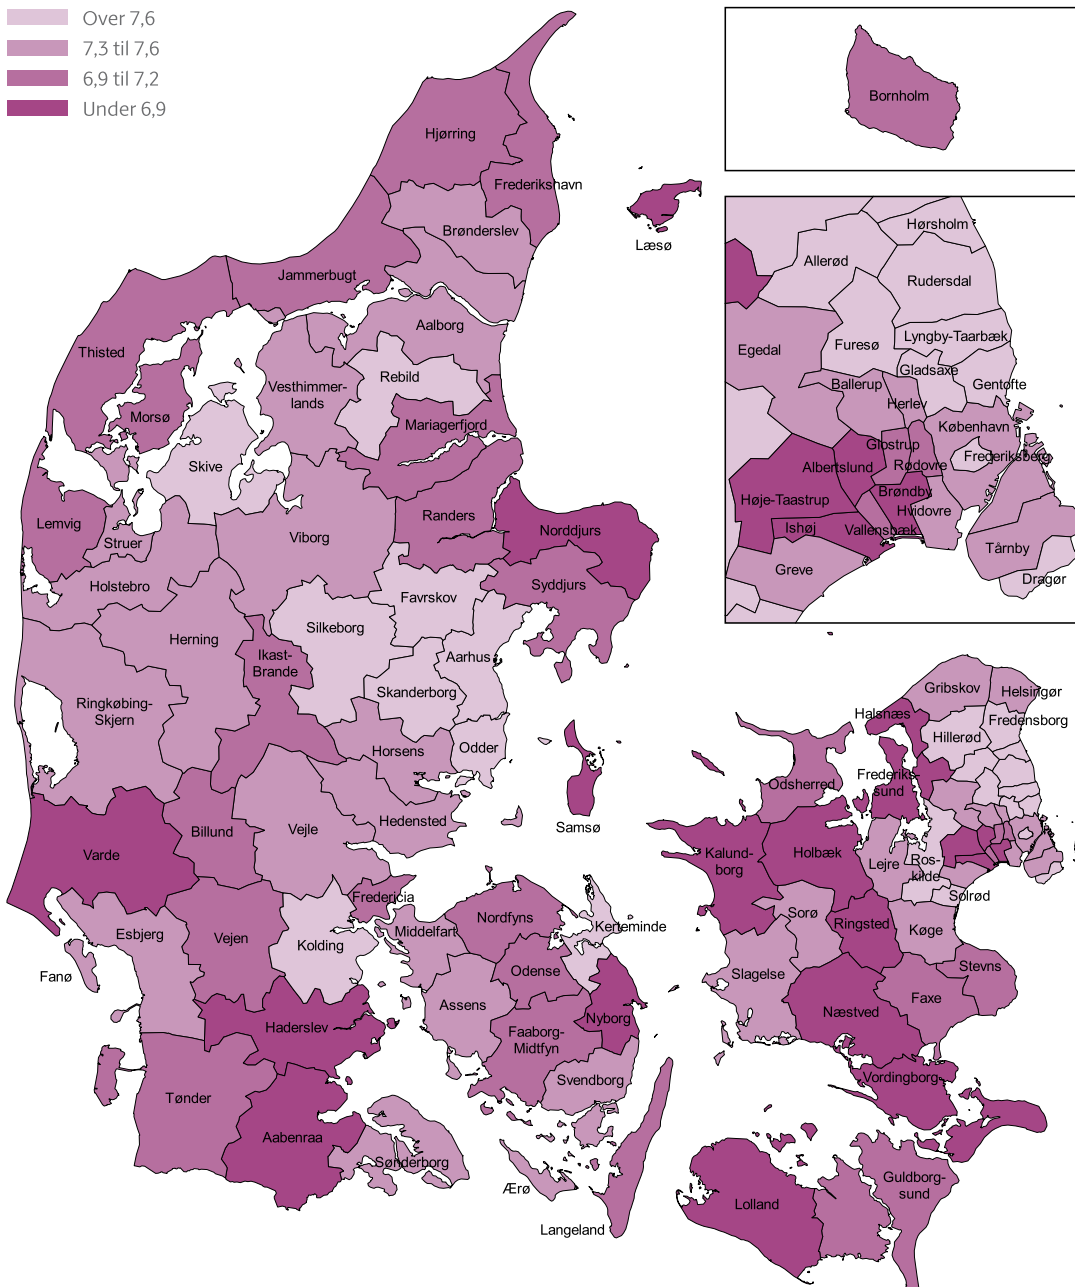 Over 7,6
7,3 til 7,6
6,9 til 7,2
Under 6,9
Bornholm
Hjørring
Frederikshavn
Læsø
Brønderslev
Jammerbugt
Aalborg
Thisted
Rebild
Vesthimmer-
lands
Morsø
Mariagerfjord
Skive
Lemvig
Randers
Norddjurs
Struer
Viborg
Holstebro
Syddjurs
Favrskov
Silkeborg
Herning
Ikast-
Brande
Aarhus
Skanderborg
Ringkøbing-
Skjern
Horsens
Odder
Hedensted
Samsø
Billund
Vejle
Varde
Fredericia
Nordfyns
Kerteminde
Esbjerg
Vejen
Kolding
Middelfart
Fanø
Odense
Assens
Nyborg
Haderslev
Faaborg-
Midtfyn
Svendborg
Tønder
Aabenraa
Sønderborg
Ærø
Langeland
Hørsholm
Allerød
Rudersdal
Lyngby-Taarbæk
Egedal
Furesø
Gladsaxe
Gentofte
Ballerup
Herlev
København
Glostrup
Frederiksberg
Albertslund
Rødovre
Brøndby
Høje-Taastrup
Hvidovre
Ishøj
Vallensbæk
Tårnby
Greve
Dragør
Gribskov
Helsingør
Halsnæs
Fredensborg
Hillerød
Odsherred
Frederiks-
sund
Kalund-
borg
Holbæk
Lejre
Ros-
kilde
Solrød
Sorø
Ringsted
Køge
Slagelse
Stevns
Faxe
Næstved
Vordingborg
Guldborg-
sund
Lolland